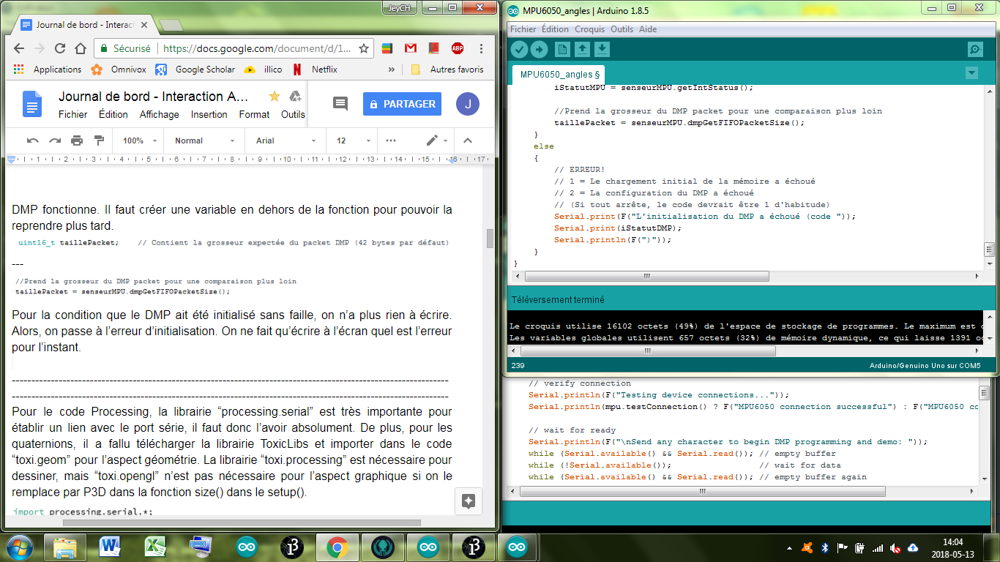 JeyCH
Journal de bord - Interact
Sécurisé
https://docs.google.com/document/d/1...
ABP
Applications
Omnivox
Google Scholar
illico
Netflix
»
Autres favoris
Journal de bord - Interaction A...
PARTAGER
J
Fichier Édition Affichage Insertion Format Outils
100% Normal Arial 12
1 2 3 4 5 6 7 8 9 10 11 12 13 14 15 16 17
DMP fonctionne. Il faut créer une variable en dehors de la fonction pour pouvoir la
reprendre plus tard.
uint16_t taillePacket; // Contient la grosseur expectée du packet DMP (42 bytes par défaut)
---
//Prend la grosseur du DMP packet pour une comparaison plus loin
taillePacket = senseurMPU.dmpGetFIFOPacketSize();
Pour la condition que le DMP ait été initialisé sans faille, on n’a plus rien à écrire.
Alors, on passe à l’erreur d’initialisation. On ne fait qu’écrire à l’écran quel est l’erreur
pour l’instant.
-----------------------------------------------------------------------------------------------------------------
-----------------------------------------------------------------------------------------------------------------
Pour le code Processing, la librairie “processing.serial” est très importante pour
établir un lien avec le port série, il faut donc l’avoir absolument. De plus, pour les
quaternions, il a fallu télécharger la librairie ToxicLibs et importer dans le code
“toxi.geom” pour l’aspect géométrie. La librairie “toxi.processing” est nécessaire pour
dessiner, mais “toxi.opengl” n’est pas nécessaire pour l’aspect graphique si on le
remplace par P3D dans la fonction size() dans le setup().
import processing.serial.*;
MPU6050_angles | Arduino 1.8.5
Fichier Édition Croquis Outils Aide
MPU6050_angles §
iStatutMPU = senseurMPU.getIntStatus();
//Prend la grosseur du DMP packet pour une comparaison plus loin
taillePacket = senseurMPU.dmpGetFIFOPacketSize();
}
else
{
// ERREUR!
// 1 = Le chargement initial de la mémoire a échoué
// 2 = La configuration du DMP a échoué
// (Si tout arrête, le code devrait être 1 d'habitude)
Serial.print(F("L'initialisation du DMP a échoué (code "));
Serial.print(iStatutDMP);
Serial.println(F(")"));
}
}
Téléversement terminé
Le croquis utilise 16102 octets (49%) de l'espace de stockage de programmes. Le maximum est
Les variables globales utilisent 657 octets (32%) de mémoire dynamique, ce qui laisse 1391
239
Arduino/Genuino Uno sur COM5
// verify connection
Serial.println(F("Testing device connections..."));
Serial.println(mpu.testConnection() ? F("MPU6050 connection successful") : F("MPU6050 co
// wait for ready
Serial.println(F("\nSend any character to begin DMP programming and demo: "));
while (Serial.available() && Serial.read()); // empty buffer
while (!Serial.available()); // wait for data
while (Serial.available() && Serial.read()); // empty buffer again
14:04
2018-05-13